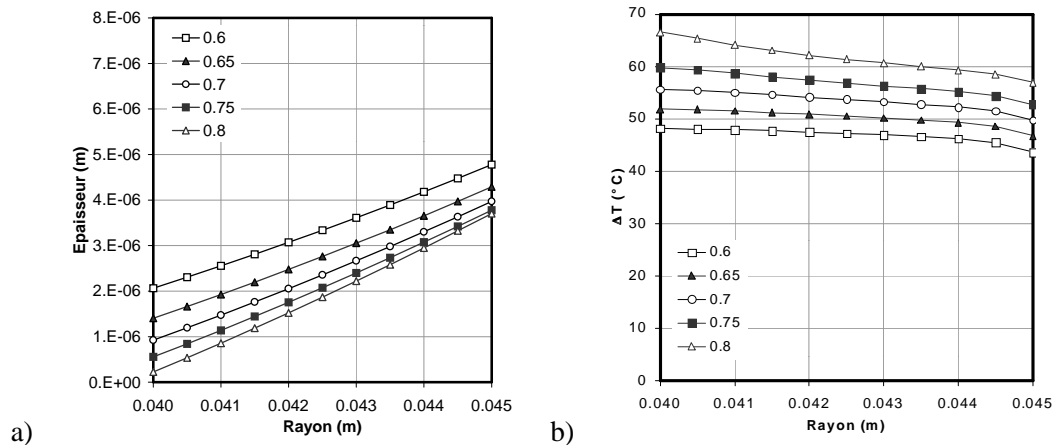 8.E-06
7.E-06
6.E-06
5.E-06
4.E-06
3.E-06
2.E-06
1.E-06
0.E+00
Epaisseur (m)
0.6
0.65
0.7
0.75
0.8
0.040 0.041 0.042 0.043 0.044 0.045
Rayon (m)
a)
70
60
50
40
30
20
10
0
ΔT (°C)
0.6
0.65
0.7
0.75
0.8
0.040 0.041 0.042 0.043 0.044 0.045
Rayon (m)
b)